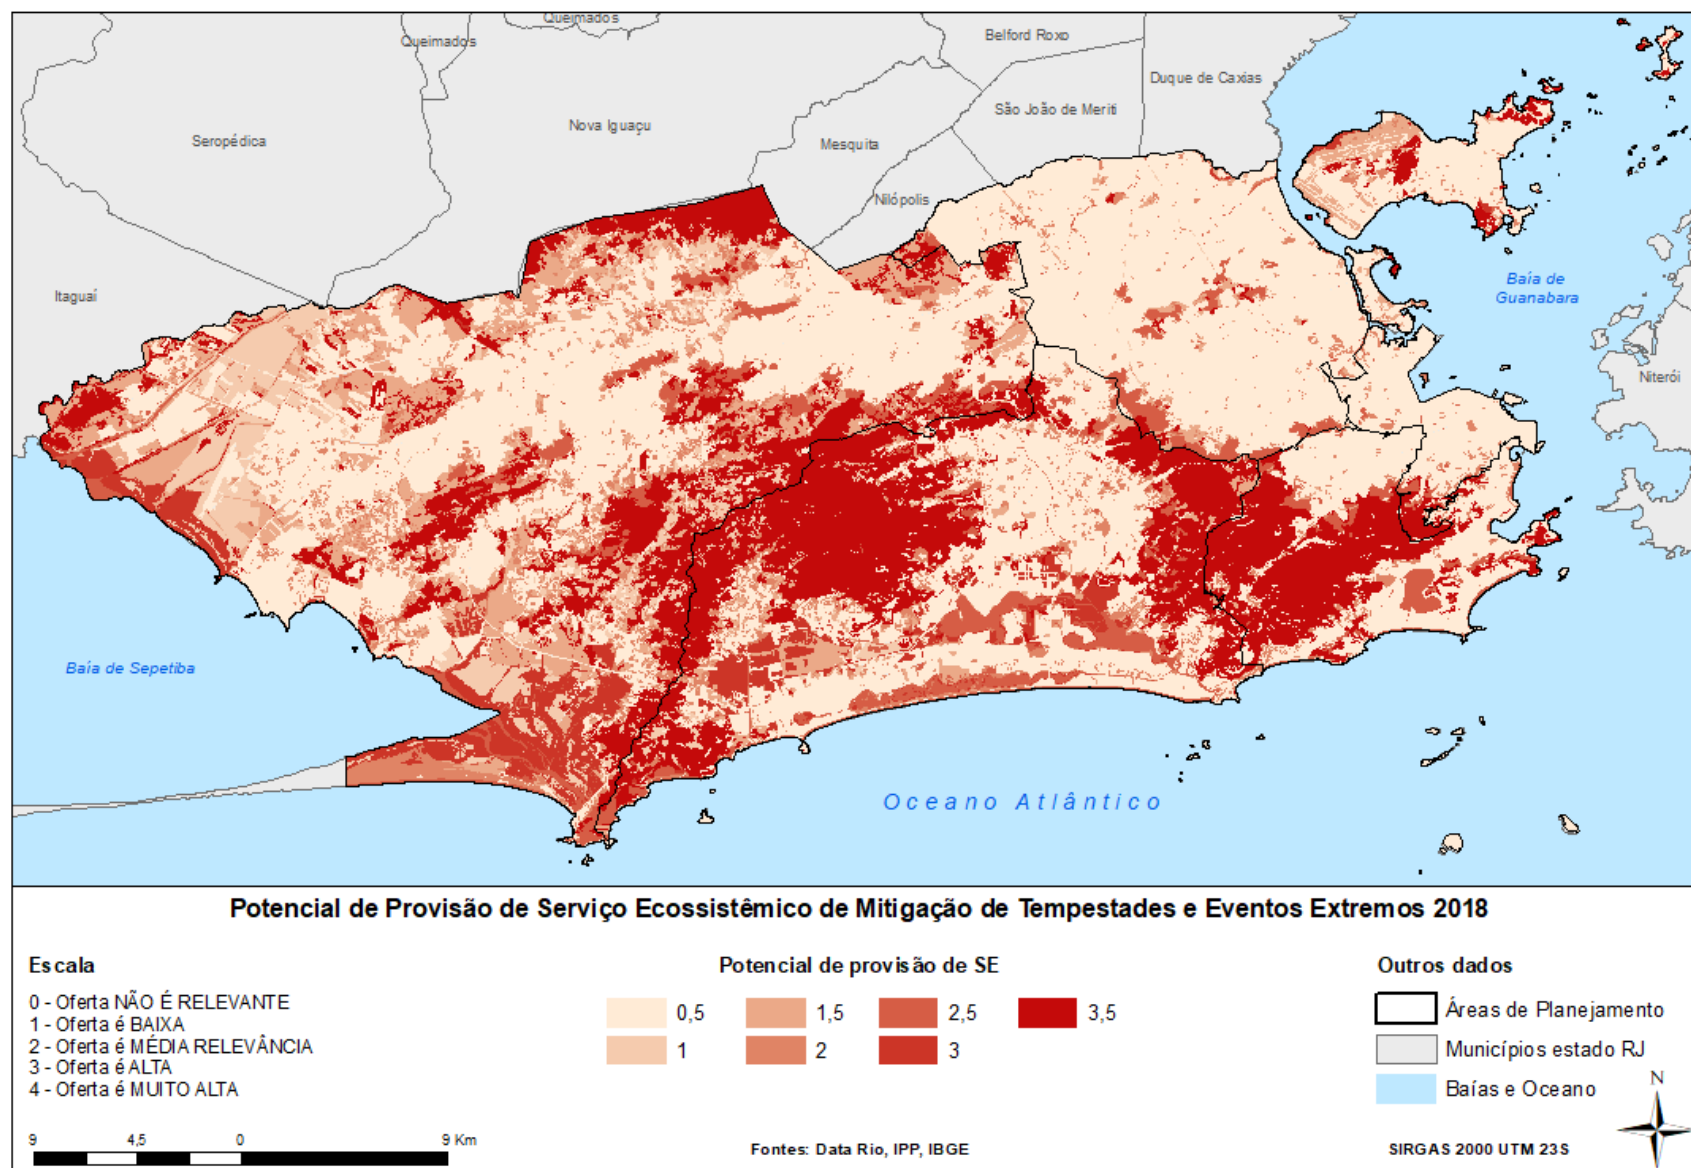 Queimados
Queimados
Belford Roxo
Duque de Caxias
São João de Meriti
Nova Iguaçu
Seropédica
Mesquita
Nilópolis
Itaguaí
Baía de
Guanabara
Niterói
Baía de Sepetiba
Oceano Atlântico
Potencial de Provisão de Serviço Ecossistêmico de Mitigação de Tempestades e Eventos Extremos 2018
Escala
0 - Oferta NÃO É RELEVANTE
1 - Oferta é BAIXA
2 - Oferta é MÉDIA RELEVÂNCIA
3 - Oferta é ALTA
4 - Oferta é MUITO ALTA
Potencial de provisão de SE
0,5 1,5 2,5 3,5
1 2 3
Outros dados
Áreas de Planejamento
Municípios estado RJ
Baías e Oceano
N
9 4,5 0 9 Km
Fontes: Data Rio, IPP, IBGE
SIRGAS 2000 UTM 23S